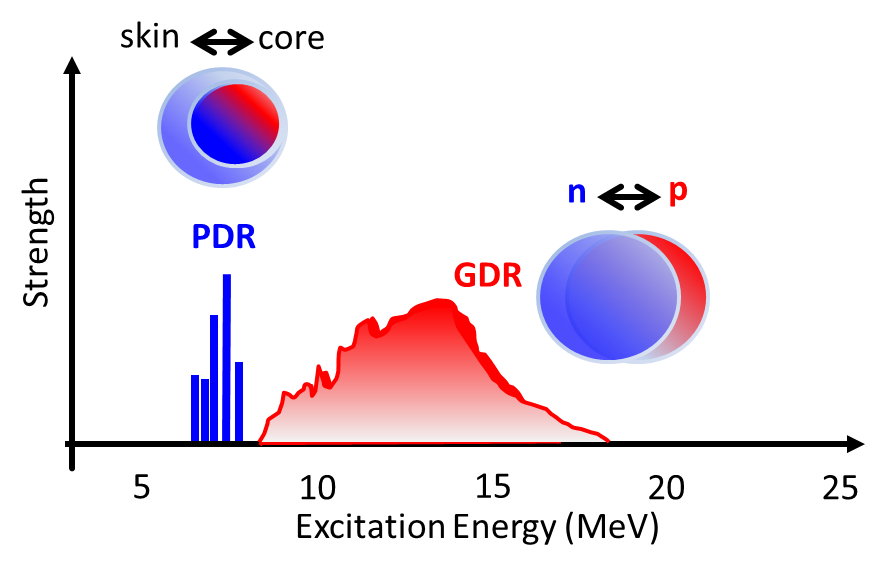 skin core
n p
PDR
GDR
Strength
5 10 15 20 25
Excitation Energy (MeV)